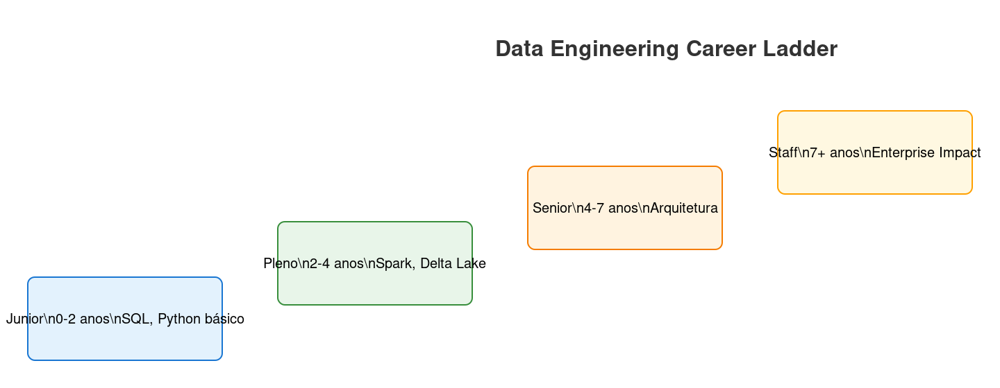 Data Engineering Career Ladder
Staff\n7+ anos\nEnterprise Impact
Senior\n4-7 anos\nArquitetura
Pleno\n2-4 anos\nSpark, Delta Lake
Junior\n0-2 anos\nSQL, Python básico